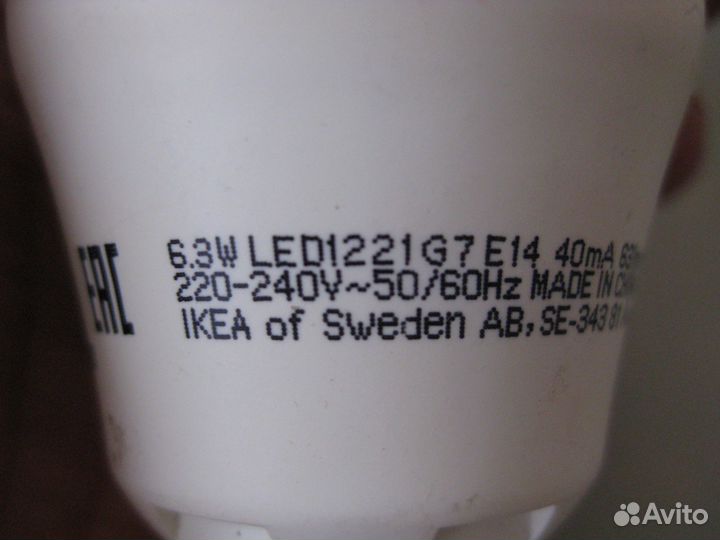 EAC
6.3W LED1221G7 E14 40mA
220-240V~50/60Hz MADE IN
IKEA of Sweden AB, SE-343 81
Avito